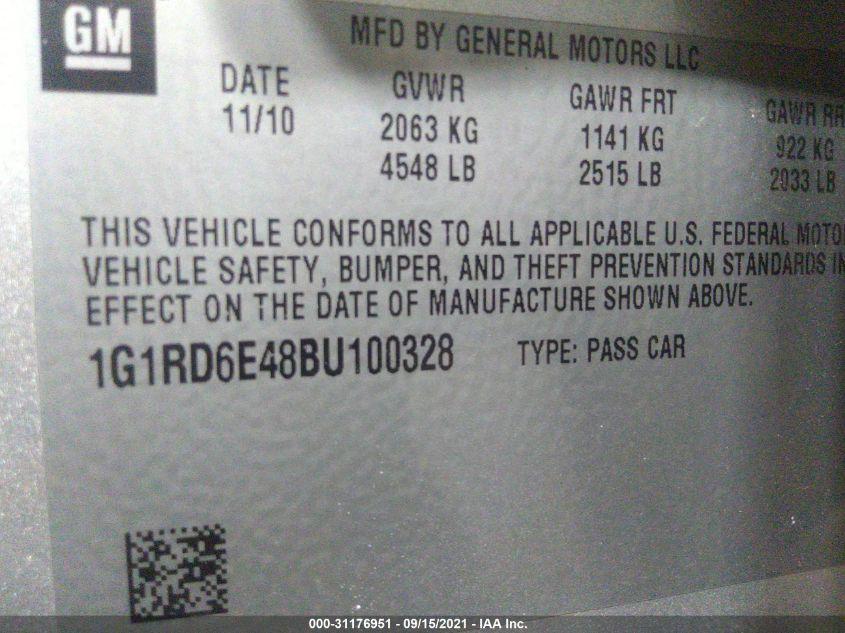 GM
MFD BY GENERAL MOTORS LLC
DATE GVWR GAWR FRT GAWR RR
11/10 2063 KG 1141 KG 922 KG
4548 LB 2515 LB 2033 LB
THIS VEHICLE CONFORMS TO ALL APPLICABLE U.S. FEDERAL MOTO
VEHICLE SAFETY, BUMPER, AND THEFT PREVENTION STANDARDS IN
EFFECT ON THE DATE OF MANUFACTURE SHOWN ABOVE.
1G1RD6E48BU100328 TYPE: PASS CAR
000-31176951 - 09/15/2021 - IAA Inc.